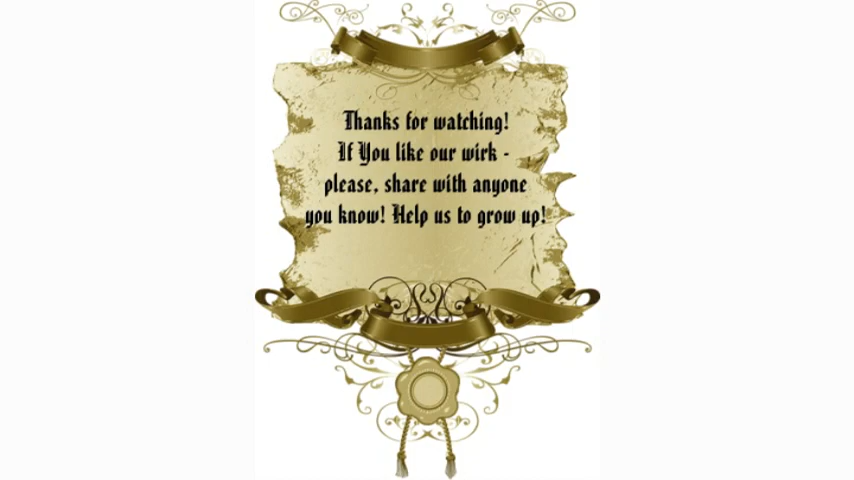 Thanks for watching!
If You like our wirk -
please, share with anyone
you know! Help us to grow up!